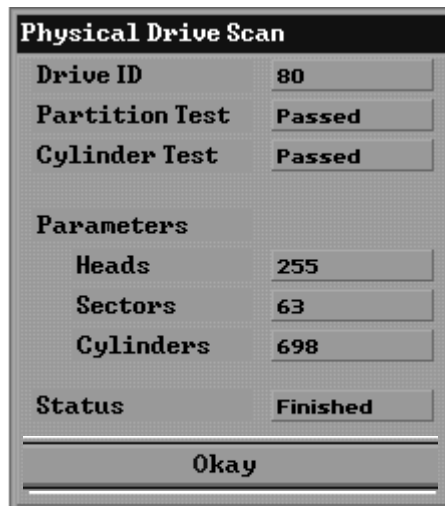 Physical Drive Scan
Drive ID 80
Partition Test Passed
Cylinder Test Passed
Parameters
Heads 255
Sectors 63
Cylinders 698
Status Finished
Okay